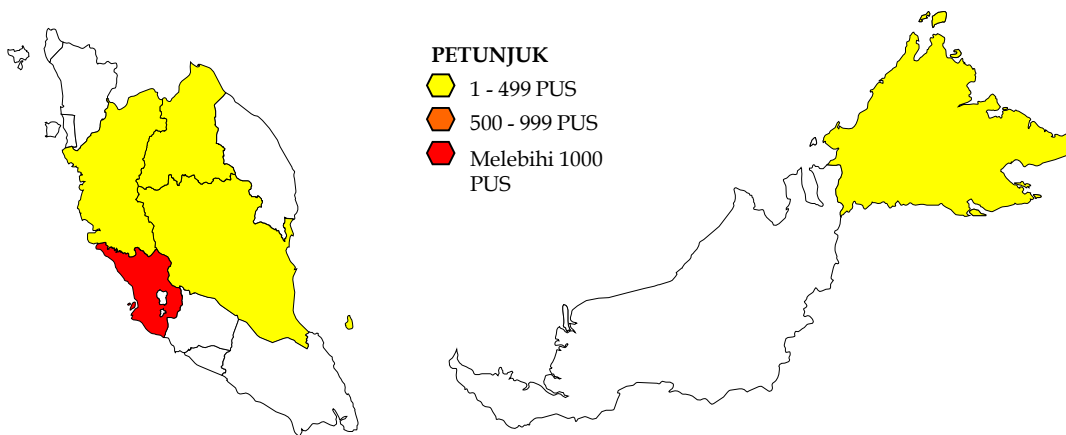 PETUNJUK
1 - 499 PUS
500 - 999 PUS
Melebihi 1000
PUS